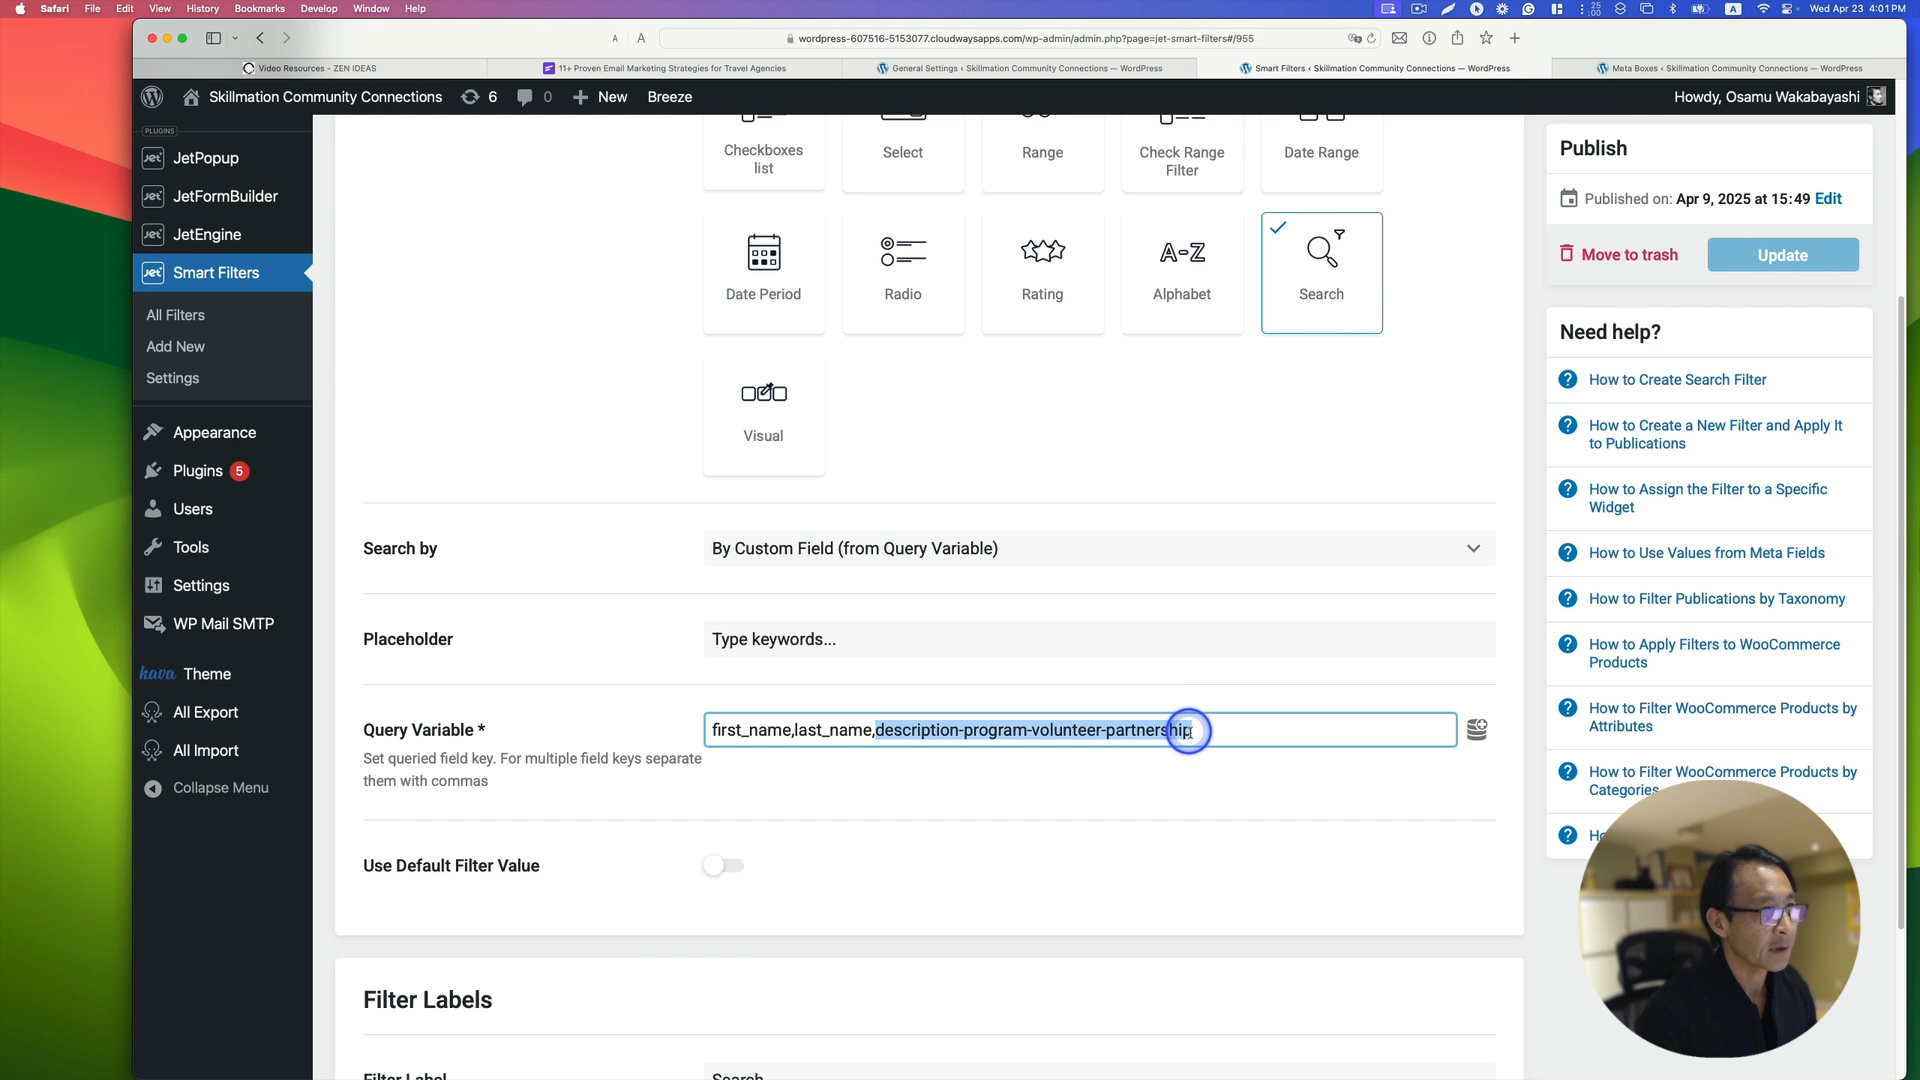 Safari File Edit View History Bookmarks Develop Window Help
25
:00
A
Wed Apr 23 4:01 PM
A A wordpress-607516-5153077.cloudwaysapps.com/wp-admin/admin.php?page=jet-smart-filters#/955
Video Resources - ZEN IDEAS
11+ Proven Email Marketing Strategies for Travel Agencies
General Settings ‹ Skillmation Community Connections — WordPress
Smart Filters ‹ Skillmation Community Connections — WordPress
Meta Boxes ‹ Skillmation Community Connections — WordPress
Skillmation Community Connections 6 0 New Breeze
Howdy, Osamu Wakabayashi
PLUGINS
JetPopup
JetFormBuilder
JetEngine
Smart Filters
All Filters
Add New
Settings
Appearance
Plugins 5
Users
Tools
Settings
WP Mail SMTP
kava Theme
All Export
All Import
Collapse Menu
Checkboxes
list
Select
Range
Check Range
Filter
Date Range
Date Period
Radio
Rating
A-Z
Alphabet
Search
Visual
Search by
By Custom Field (from Query Variable)
Placeholder
Type keywords...
Query Variable *
first_name,last_name,description-program-volunteer-partnership
Set queried field key. For multiple field keys separate
them with commas
Use Default Filter Value
Filter Labels
Filter Label
Search
Publish
Published on: Apr 9, 2025 at 15:49 Edit
Move to trash
Update
Need help?
How to Create Search Filter
How to Create a New Filter and Apply It
to Publications
How to Assign the Filter to a Specific
Widget
How to Use Values from Meta Fields
How to Filter Publications by Taxonomy
How to Apply Filters to WooCommerce
Products
How to Filter WooCommerce Products by
Attributes
How to Filter WooCommerce Products by
Categories